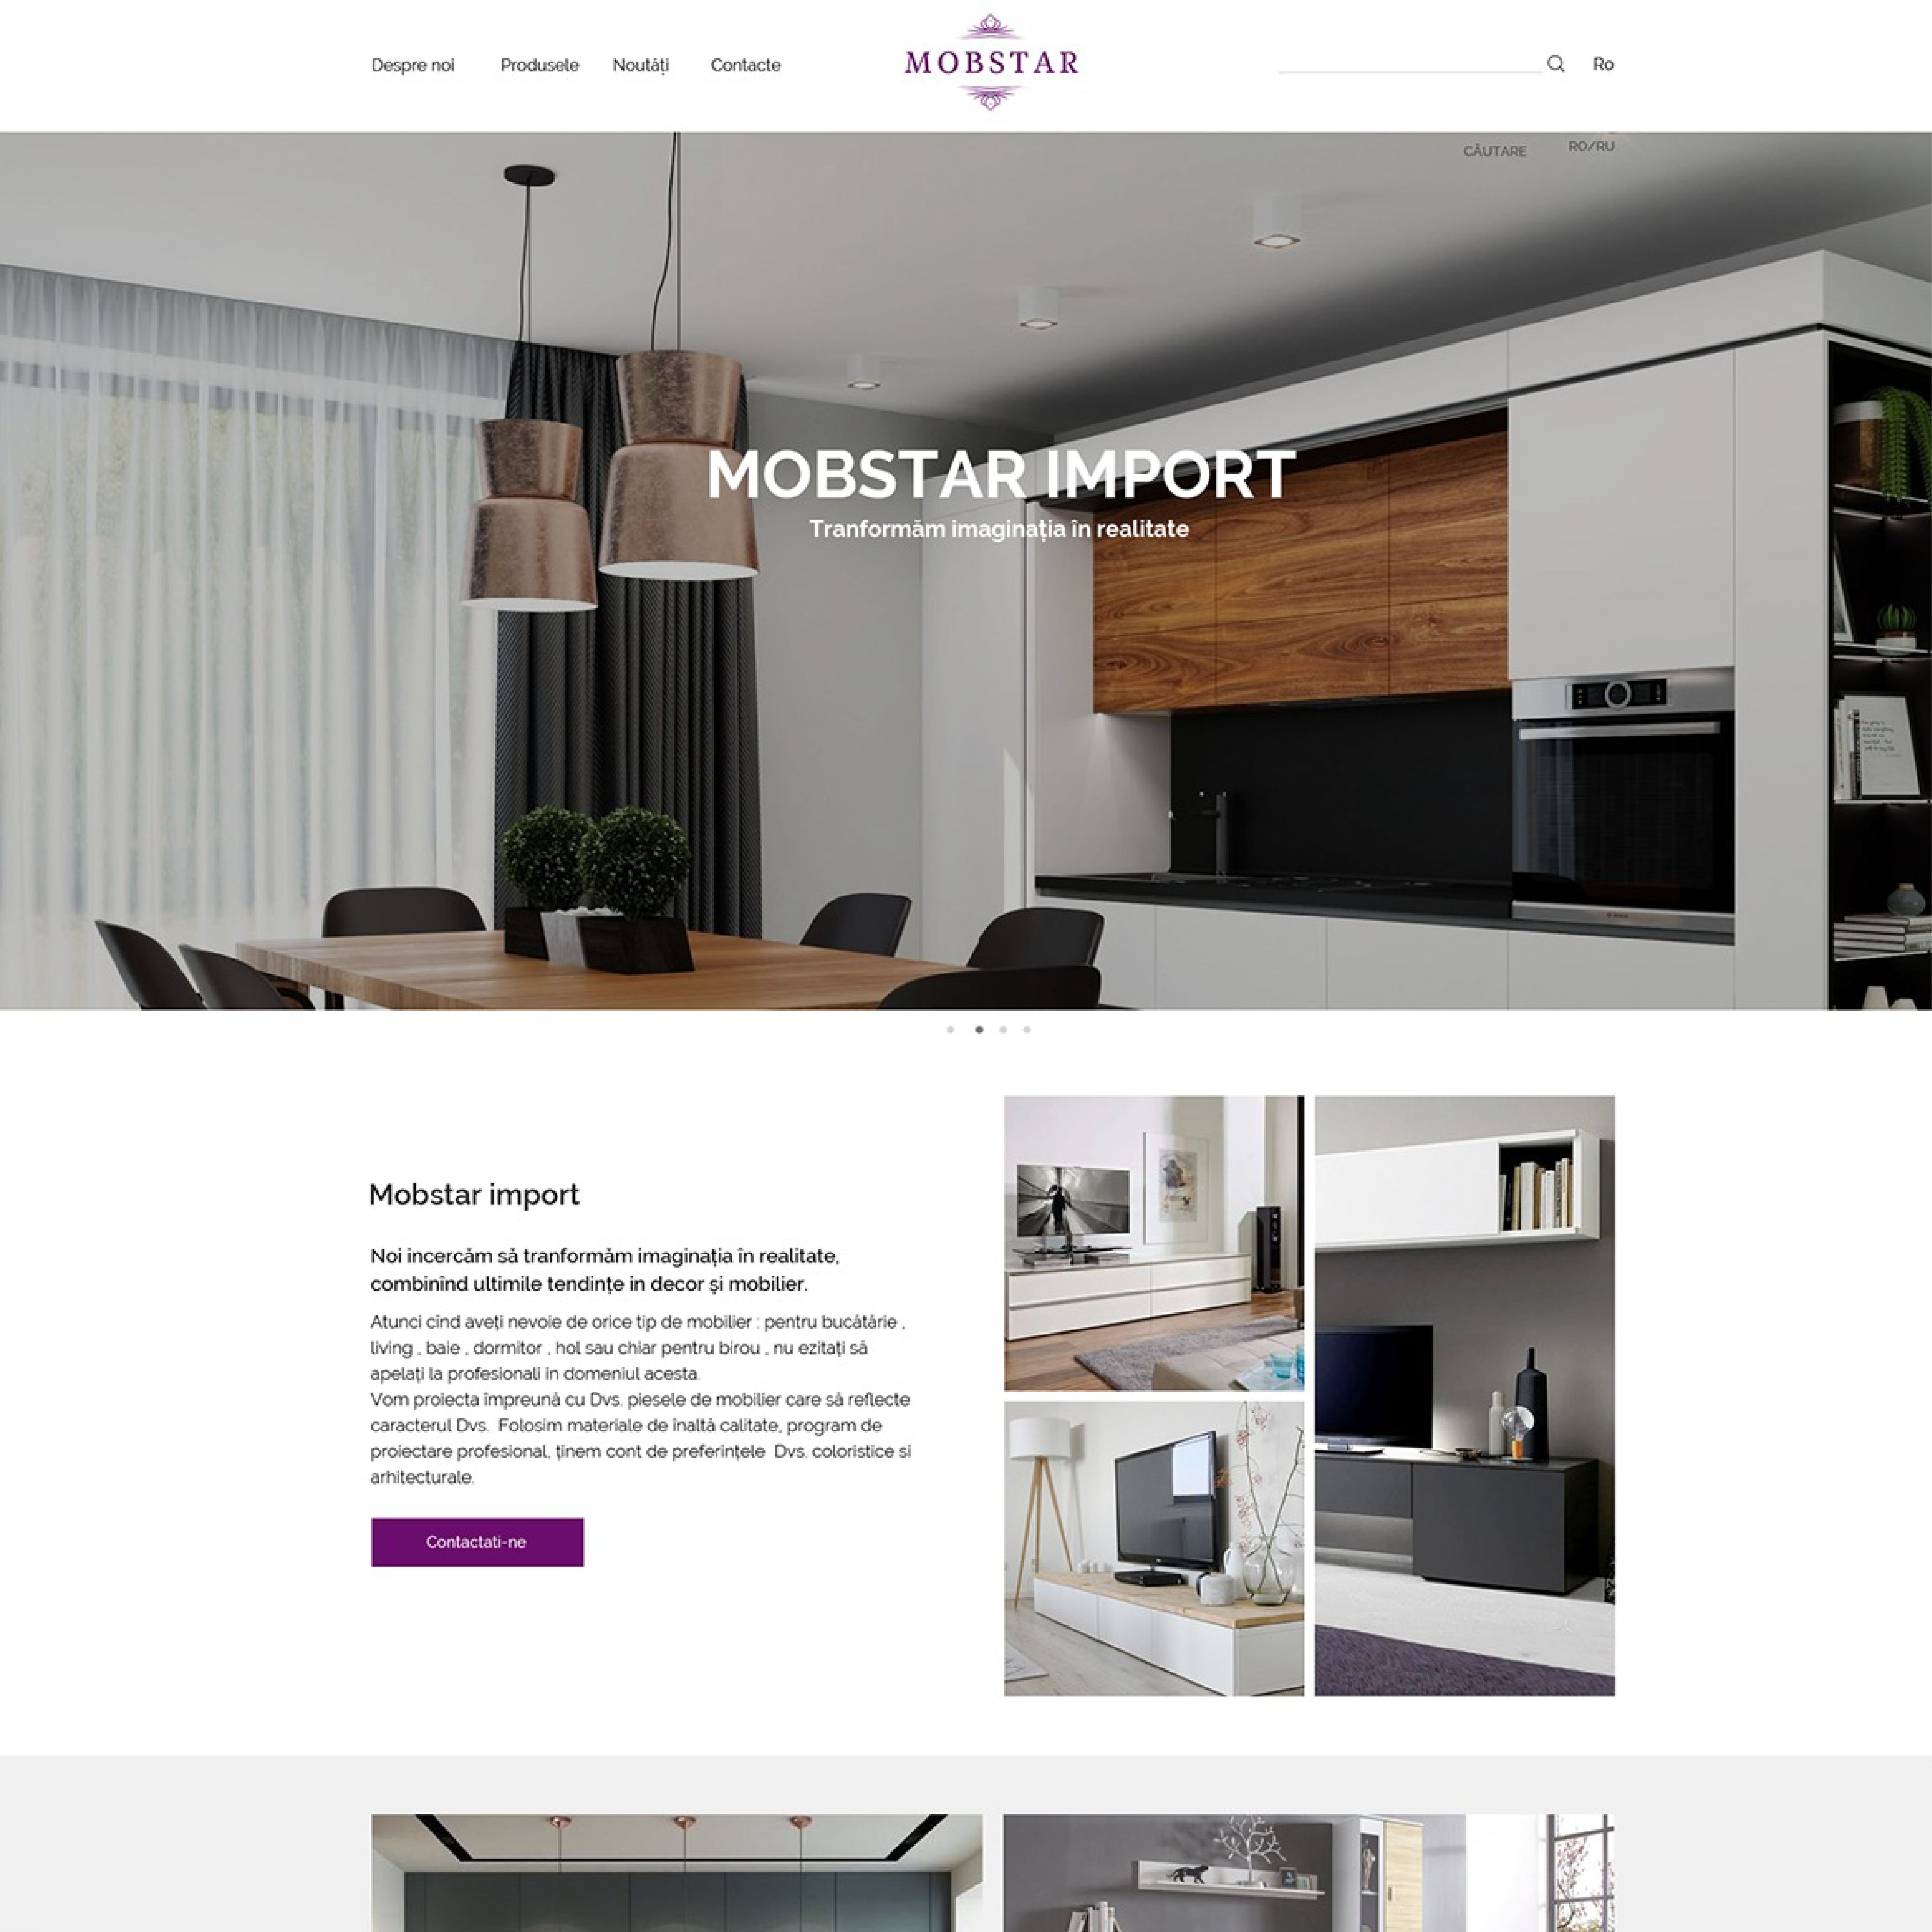 Despre noi
Produsele
Noutăți
Contacte
MOBSTAR
Ro
CĂUTARE
RO/RU
MOBSTAR IMPORT
Tranformăm imaginația în realitate
Mobstar import
Noi incercăm să tranformăm imaginația în realitate,
combinînd ultimile tendințe in decor și mobilier.
Atunci cînd aveți nevoie de orice tip de mobilier : pentru bucătărie ,
living , baie , dormitor , hol sau chiar pentru birou , nu ezitați să
apelați la profesionali in domeniul acesta.
Vom proiecta împreună cu Dvs. piesele de mobilier care să reflecte
caracterul Dvs.  Folosim materiale de înaltă calitate, program de
proiectare profesional, ținem cont de preferințele  Dvs. coloristice si
arhitecturale.
Contactati-ne